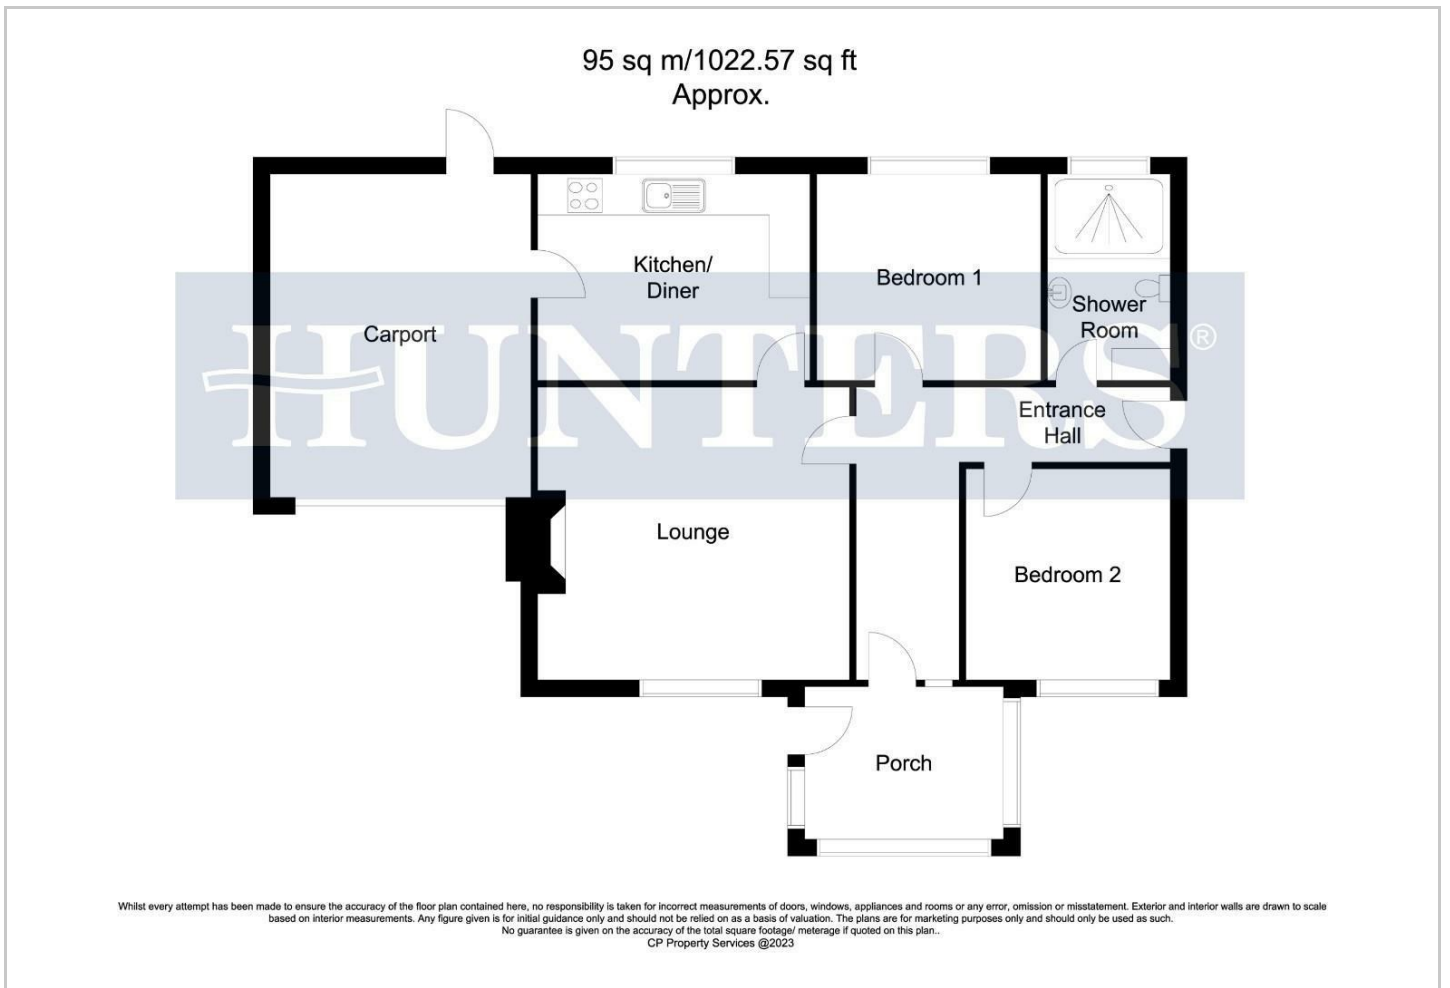 95 sq m/1022.57 sq ft
Approx.
Kitchen/
Diner
Bedroom 1
Shower
Room
Carport
HUNTERS®
Entrance
Hall
Lounge
Bedroom 2
Porch
Whilst every attempt has been made to ensure the accuracy of the floor plan contained here, no responsibility is taken for incorrect measurements of doors, windows, appliances and rooms or any error, omission or misstatement. Exterior and interior walls are drawn to scale
based on interior measurements. Any figure given is for initial guidance only and should not be relied on as a basis of valuation. The plans are for marketing purposes only and should only be used as such.
No guarantee is given on the accuracy of the total square footage/ meterage if quoted on this plan..
CP Property Services @2023